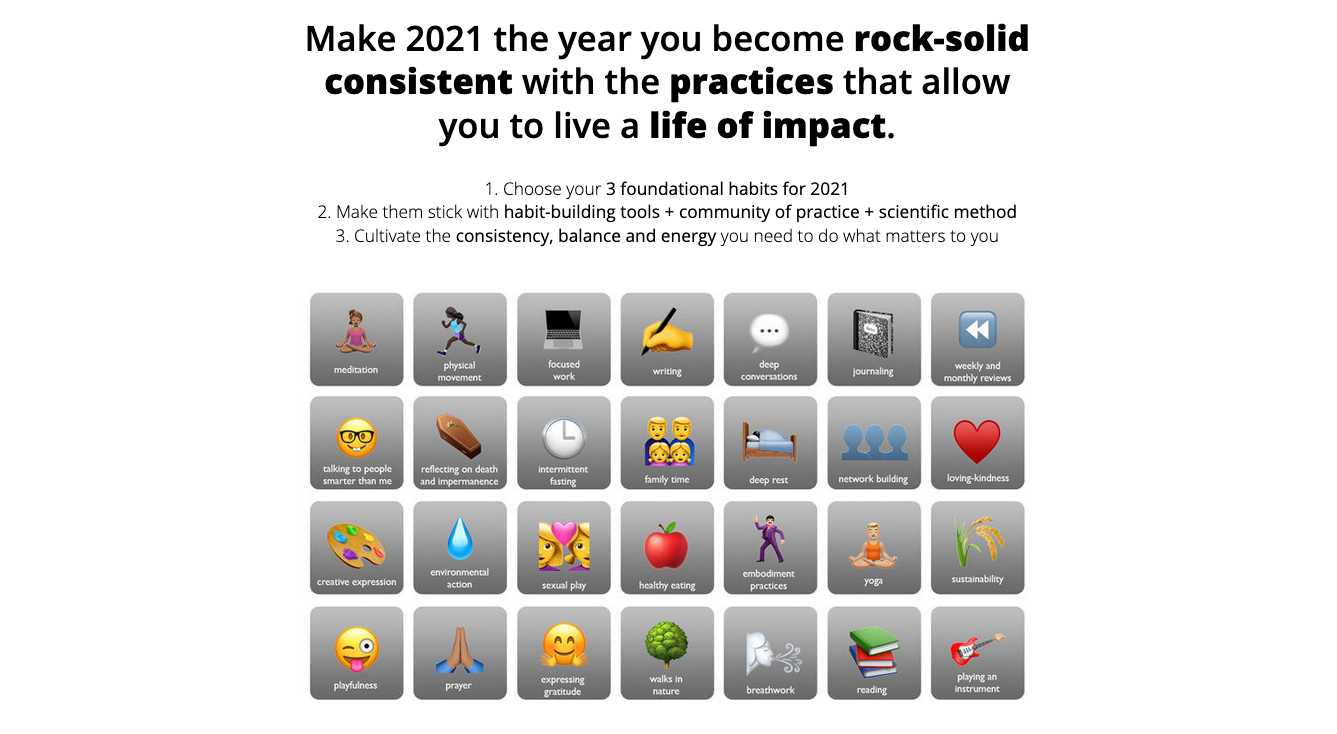 Make 2021 the year you become rock-solid
consistent with the practices that allow
you to live a life of impact.
1. Choose your 3 foundational habits for 2021
2. Make them stick with habit-building tools + community of practice + scientific method
3. Cultivate the consistency, balance and energy you need to do what matters to you
meditation
physical
movement
focused
work
writing
deep
conversations
journaling
weekly and
monthly reviews
talking to people
smarter than me
reflecting on death
and impermanence
intermittent
fasting
family time
deep rest
network building
loving-kindness
creative expression
environmental
action
sexual play
healthy eating
embodiment
practices
yoga
sustainability
playfulness
prayer
expressing
gratitude
walks in
nature
breathwork
reading
playing an
instrument